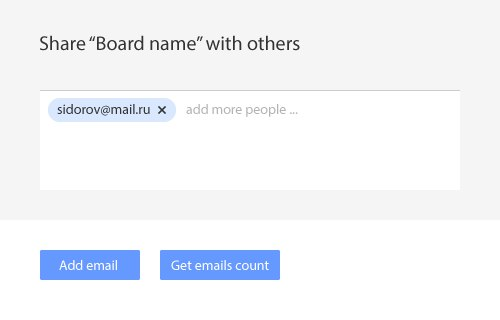 Share “Board name” with others
sidorov@mail.ru × add more people ...
Add email Get emails count